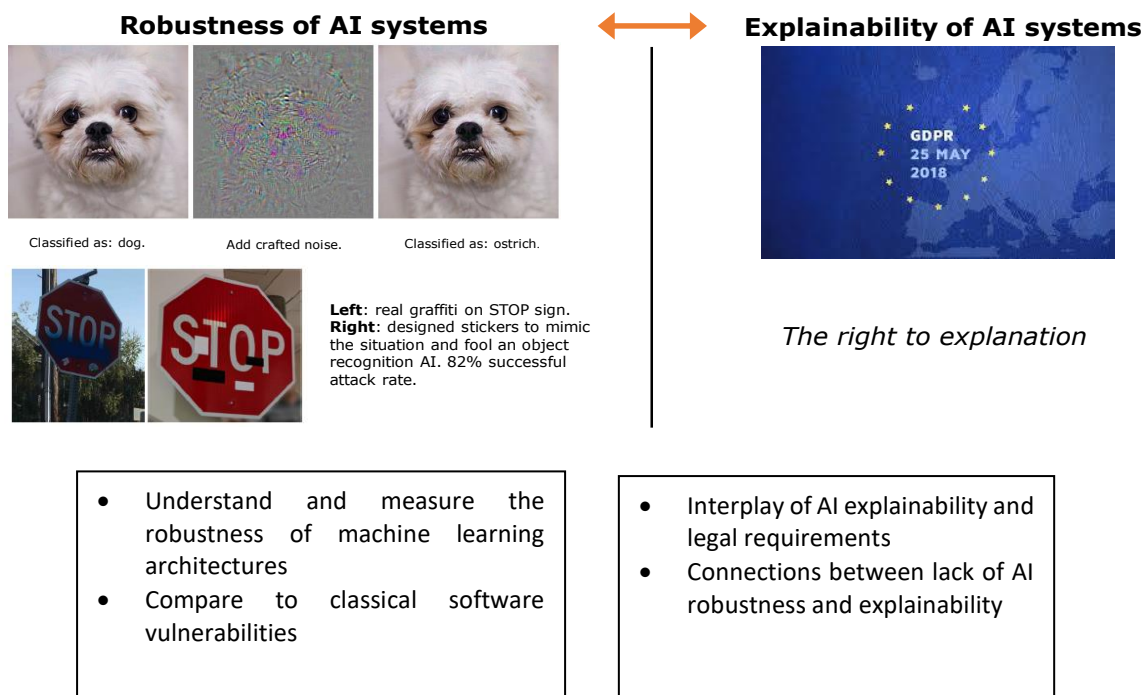 Robustness of AI systems
Explainability of AI systems
Classified as: dog.
Add crafted noise.
Classified as: ostrich.
STOP
STOP
Left: real graffiti on STOP sign.
Right: designed stickers to mimic
the situation and fool an object
recognition AI. 82% successful
attack rate.
GDPR
25 MAY
2018
The right to explanation
• Understand and measure the
robustness of machine learning
architectures
• Compare to classical software
vulnerabilities
• Interplay of AI explainability and
legal requirements
• Connections between lack of AI
robustness and explainability